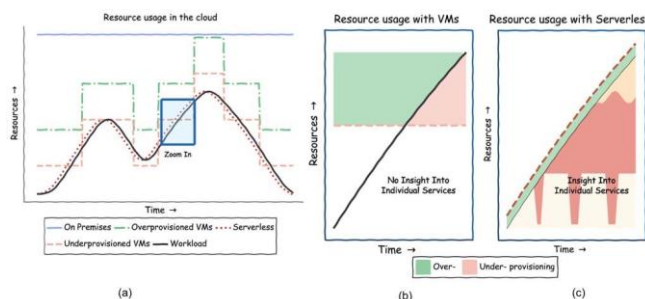 Resource usage in the cloud
Resources →
Zoom In
Time →
On Premises
Overprovisioned VMs
Serverless
Underprovisioned VMs
Workload
(a)
Resource usage with VMs
Resources →
No Insight Into
Individual Services
Time →
(b)
Resource usage with Serverles
Resources →
Insight Into
Individual Services
Time →
(c)
Over-
Under- provisioning